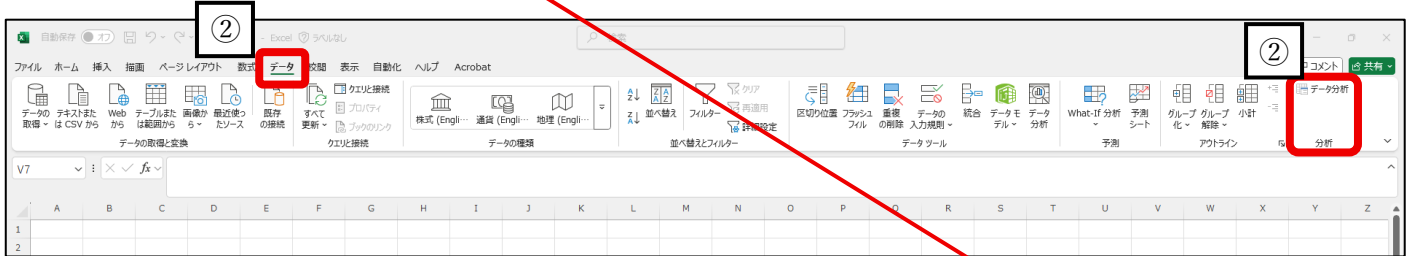 ②
自動保存 オフ - Excel ラベルなし 検索
②
ファイル ホーム 挿入 描画 ページ レイアウト 数式 データ 校閲 表示 自動化 ヘルプ Acrobat コメント 共有
データの取得 テキストまたは CSV から Web から テーブルまたは範囲から 画像から 最近使ったソース 既存の接続
すべて更新 クエリと接続 プロパティ ブックのリンク
株式 (Engli… 通貨 (Engli… 地理 (Engli…
並べ替え フィルター クリア 再適用 詳細設定
区切り位置 フラッシュ フィル 重複の削除 データの入力規則 統合 データ モデル データ分析
What-If 分析 予測シート
グループ化 グループ解除 小計
データ分析
データの取得と変換 クエリと接続 データの種類 並べ替えとフィルター データ ツール 予測 アウトライン 分析
V7 fx
A B C D E F G H I J K L M N O P Q R S T U V W X Y Z
1
2